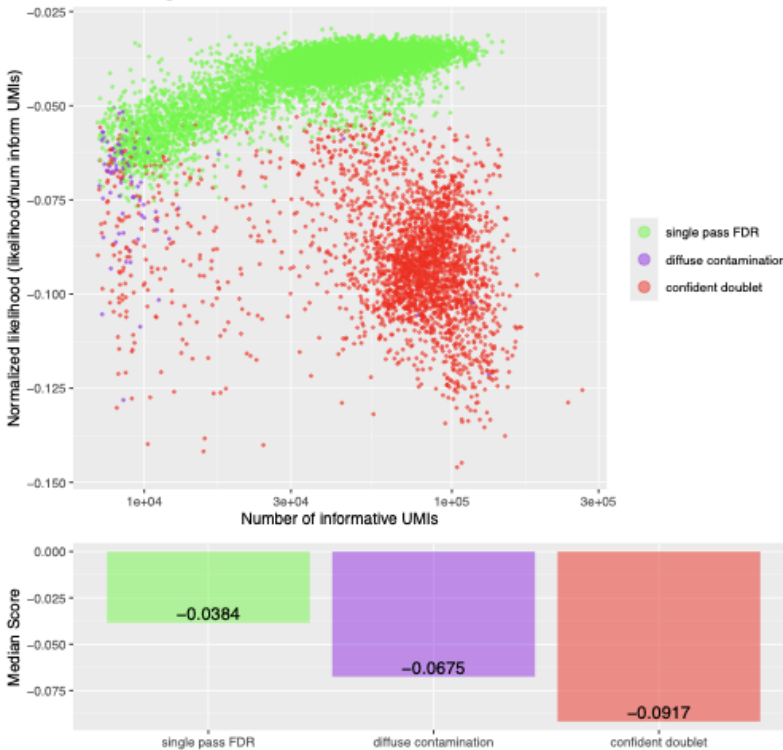 −0.025
−0.050
−0.075
−0.100
−0.125
−0.150
Normalized likelihood (likelihood/num inform UMIs)
1e+04
3e+04
1e+05
3e+05
Number of informative UMIs
single pass FDR
diffuse contamination
confident doublet
0.000
−0.025
−0.050
−0.075
Median Score
−0.0384
−0.0675
−0.0917
single pass FDR
diffuse contamination
confident doublet